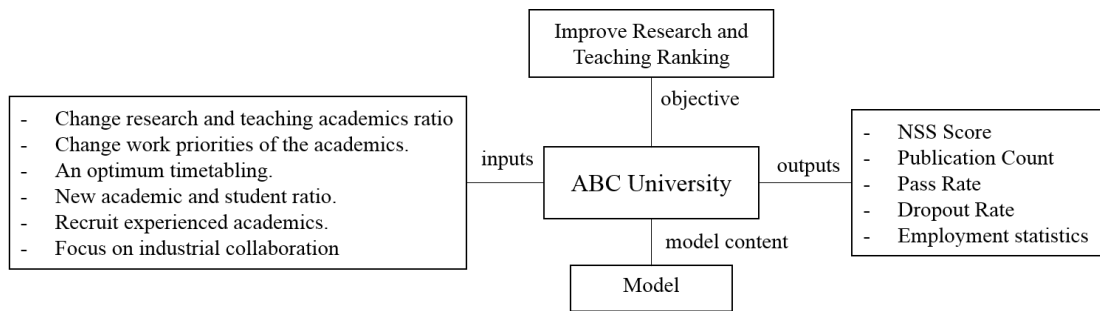 Improve Research and
Teaching Ranking
objective
- Change research and teaching academics ratio
- Change work priorities of the academics.
- An optimum timetabling.
- New academic and student ratio.
- Recruit experienced academics.
- Focus on industrial collaboration
inputs
ABC University
outputs
- NSS Score
- Publication Count
- Pass Rate
- Dropout Rate
- Employment statistics
model content
Model